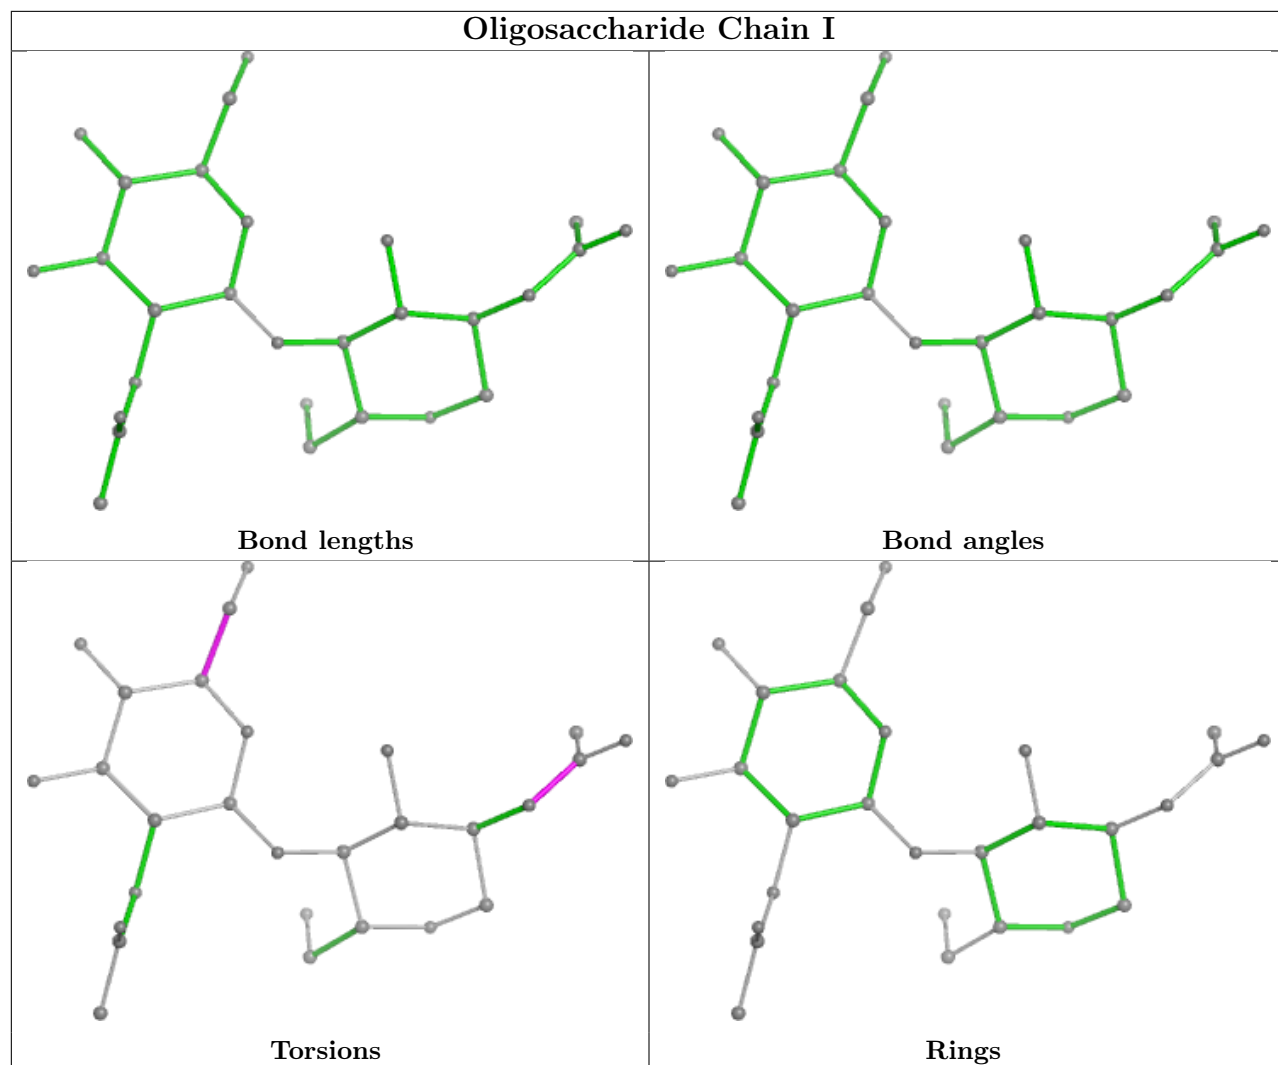 Oligosaccharide Chain I
Bond lengths
Bond angles
Torsions
Rings